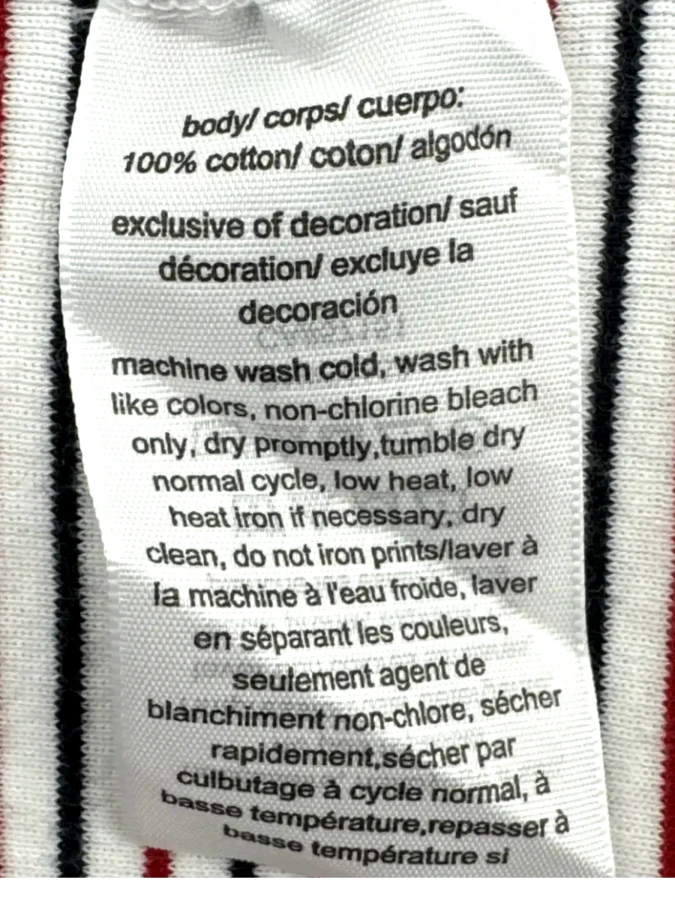 body/ corps/ cuerpo:
100% cotton/ coton/ algodón
exclusive of decoration/ sauf
décoration/ excluye la
decoración
machine wash cold, wash with
like colors, non-chlorine bleach
only, dry promptly,tumble dry
normal cycle, low heat, low
heat iron if necessary, dry
clean, do not iron prints/laver à
la machine à l'eau froide, laver
en séparant les couleurs,
seulement agent de
blanchiment non-chlore, sécher
rapidement,sécher par
culbutage à cycle normal, à
basse température,repasser à
basse température si